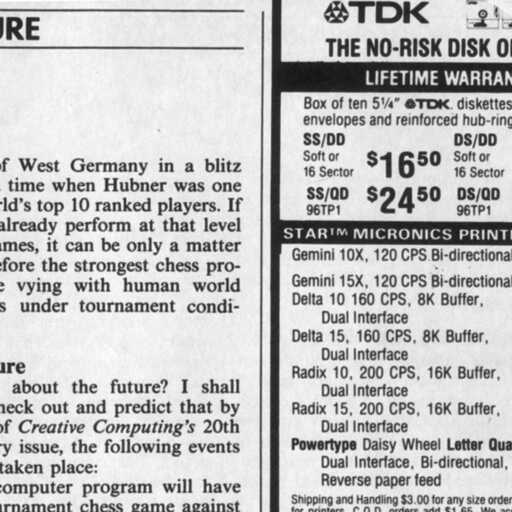 URE
of West Germany in a blitz
time when Hubner was one
rld's top 10 ranked players. If
already perform at that level
ames, it can be only a matter
efore the strongest chess pro-
e vying with human world
s under tournament condi-
ure
about the future? I shall
neck out and predict that by
of Creative Computing's 20th
ry issue, the following events
taken place:
computer program will have
urnament chess game against
TDK
THE NO-RISK DISK O
LIFETIME WARRAN
Box of ten 5¼" TDK. diskettes
envelopes and reinforced hub-ring
SS/DD
Soft or
16 Sector
$16⁵⁰
DS/DD
Soft or
16 Sector
SS/QD
96TP1
$24⁵⁰
DS/QD
96TP1
STAR™ MICRONICS PRINT
Gemini 10X, 120 CPS Bi-directional
Gemini 15X, 120 CPS Bi-directional
Delta 10 160 CPS, 8K Buffer,
Dual Interface
Delta 15, 160 CPS, 8K Buffer,
Dual Interface
Radix 10, 200 CPS, 16K Buffer,
Dual Interface
Radix 15, 200 CPS, 16K Buffer,
Dual Interface
Powertype Daisy Wheel Letter Qua
Dual Interface, Bi-directional,
Reverse paper feed
Shipping and Handling $3.00 for any size order
for printers. C.O.D. orders add $1.65. We acc